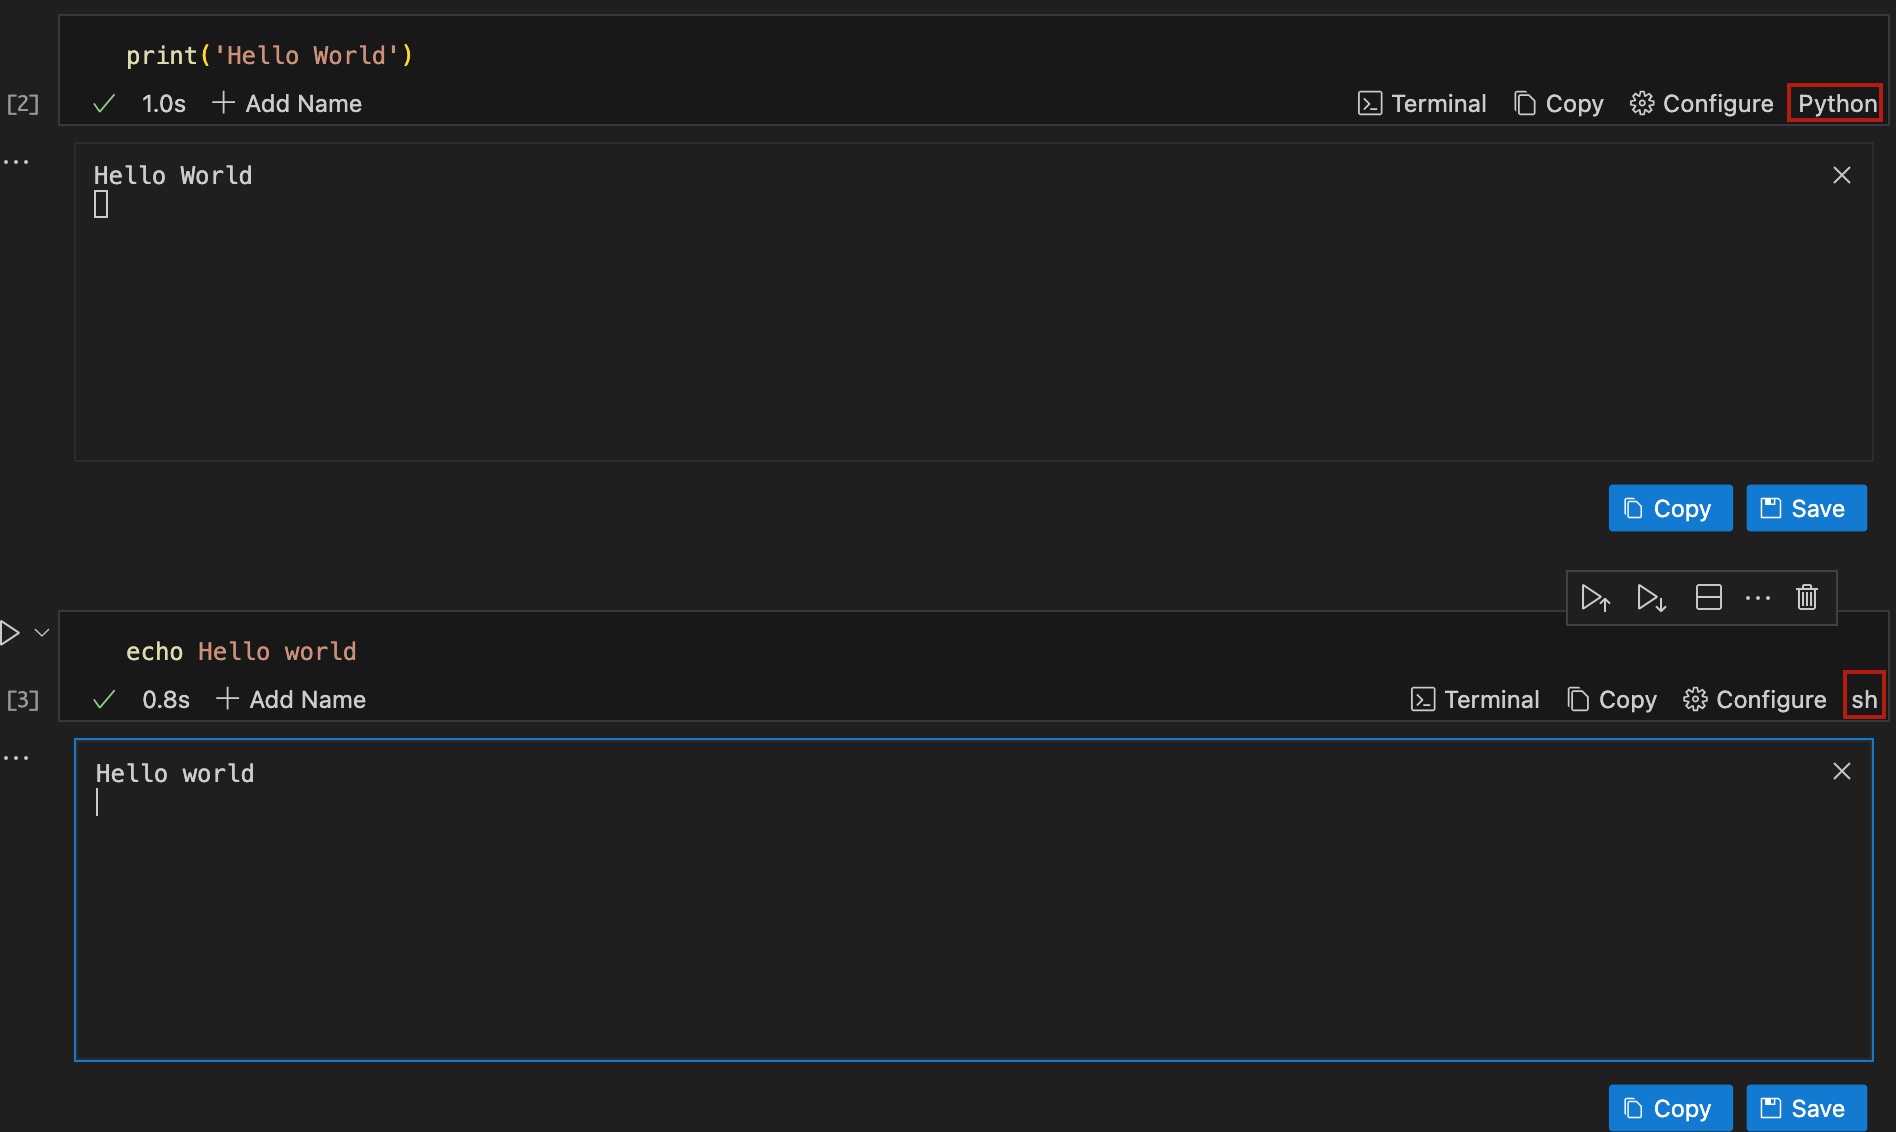 print('Hello World')
[2] 1.0s Add Name Terminal Copy Configure Python
Hello World
Copy Save
echo Hello world
[3] 0.8s Add Name Terminal Copy Configure sh
Hello world
Copy Save